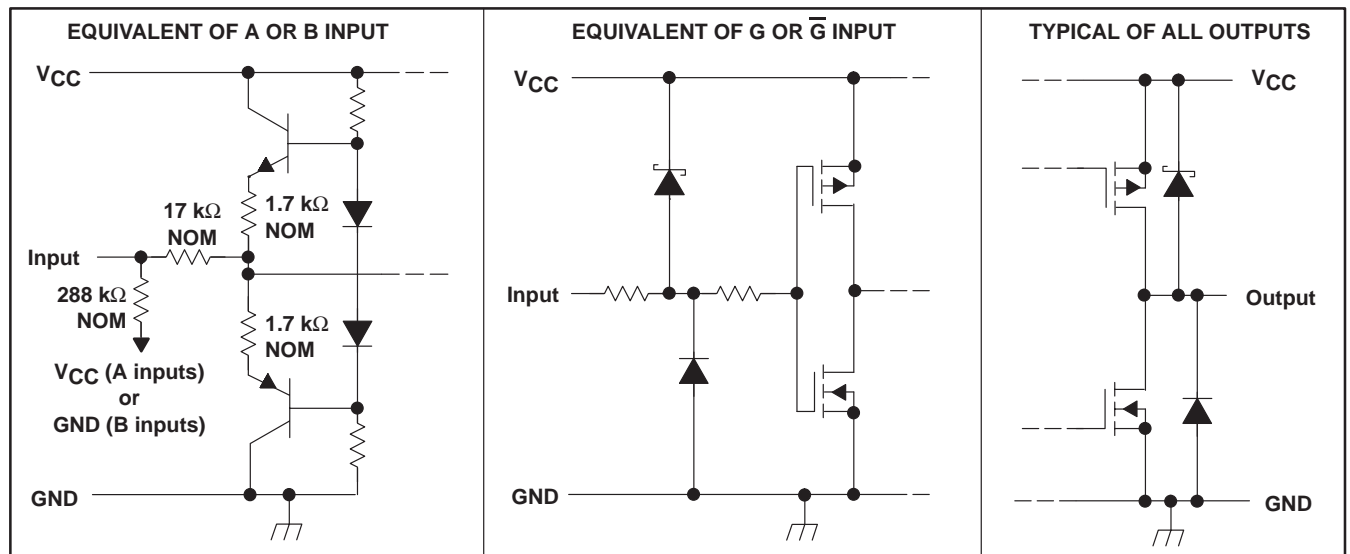 EQUIVALENT OF A OR B INPUT
VCC
17 kΩ
NOM
1.7 kΩ
NOM
Input
288 kΩ
NOM
1.7 kΩ
NOM
VCC (A inputs)
or
GND (B inputs)
GND
EQUIVALENT OF G OR G̅ INPUT
VCC
Input
GND
TYPICAL OF ALL OUTPUTS
VCC
Output
GND